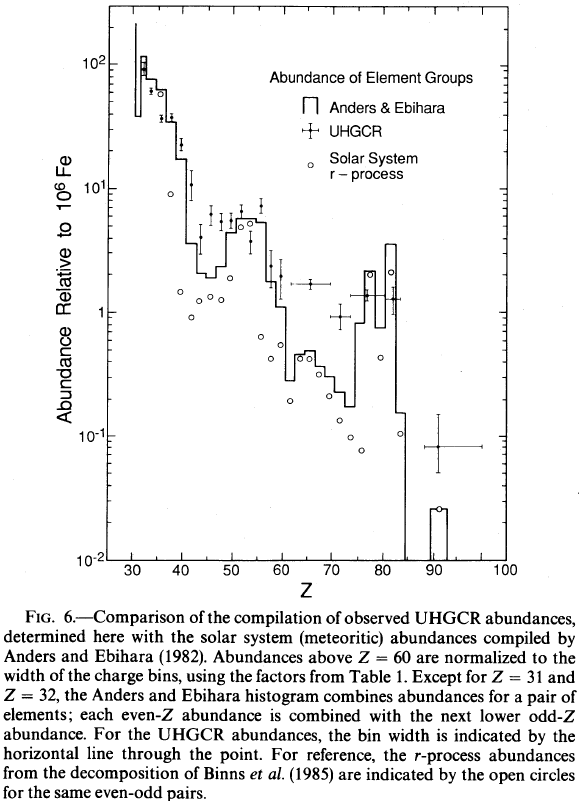 Abundance of Element Groups
Anders & Ebihara
UHGCR
Solar System
r – process
Abundance Relative to 10⁶ Fe
10²
10¹
1
10⁻¹
10⁻²
30 40 50 60 70 80 90 100
Z
FIG. 6.—Comparison of the compilation of observed UHGCR abundances,
determined here with the solar system (meteoritic) abundances compiled by
Anders and Ebihara (1982). Abundances above Z = 60 are normalized to the
width of the charge bins, using the factors from Table 1. Except for Z = 31 and
Z = 32, the Anders and Ebihara histogram combines abundances for a pair of
elements; each even-Z abundance is combined with the next lower odd-Z
abundance. For the UHGCR abundances, the bin width is indicated by the
horizontal line through the point. For reference, the r-process abundances
from the decomposition of Binns et al. (1985) are indicated by the open circles
for the same even-odd pairs.